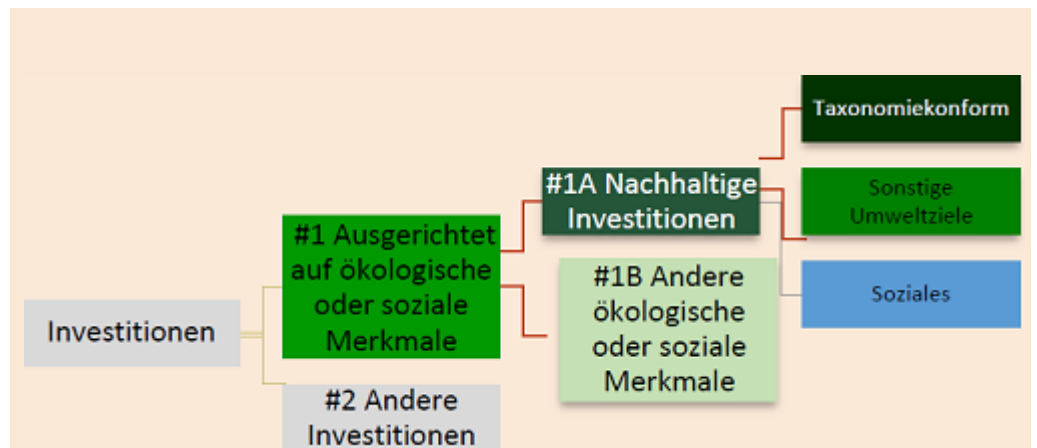 Investitionen
#1 Ausgerichtet
auf ökologische
oder soziale
Merkmale
#2 Andere
Investitionen
#1A Nachhaltige
Investitionen
#1B Andere
ökologische
oder soziale
Merkmale
Taxonomiekonform
Sonstige
Umweltziele
Soziales